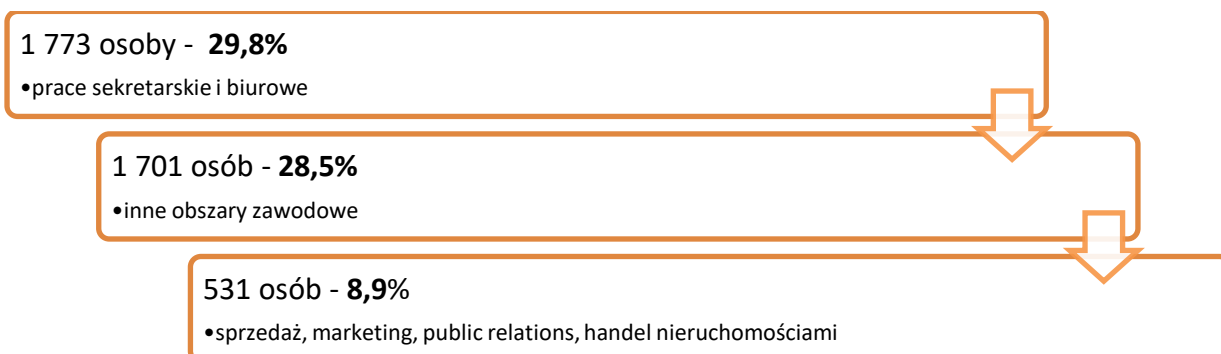 1 773 osoby - 29,8%
•prace sekretarskie i biurowe
1 701 osób - 28,5%
•inne obszary zawodowe
531 osób - 8,9%
•sprzedaż, marketing, public relations, handel nieruchomościami